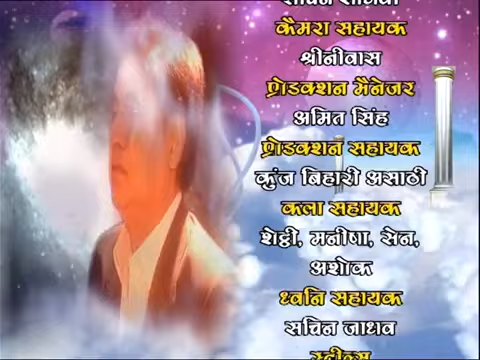 कैमरा सहायक
श्रीनीवास
प्रोडक्शन मैनेजर
अमित सिंह
प्रोडक्शन सहायक
कुंज बिहारी असाठी
कला सहायक
शेट्टी, मनीषा, सेन,
अशोक
ध्वनि सहायक
सचिन जाधव